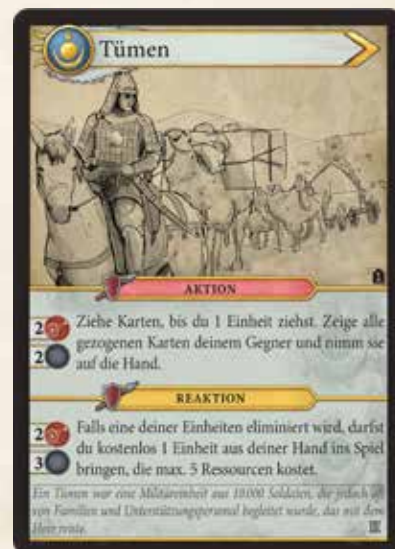 Tümen
AKTION
2 Ziehe Karten, bis du 1 Einheit ziehst. Zeige alle
2 gezogenen Karten deinem Gegner und nimm sie
auf die Hand.
REAKTION
2 Falls eine deiner Einheiten eliminiert wird, darfst
du kostenlos 1 Einheit aus deiner Hand ins Spiel
3 bringen, die max. 5 Ressourcen kostet.
Ein Tümen war eine Militäreinheit aus 10000 Soldaten, die jedoch oft
von Familien und Unterstützungspersonal begleitet wurde, das mit dem
Heer reiste.
III